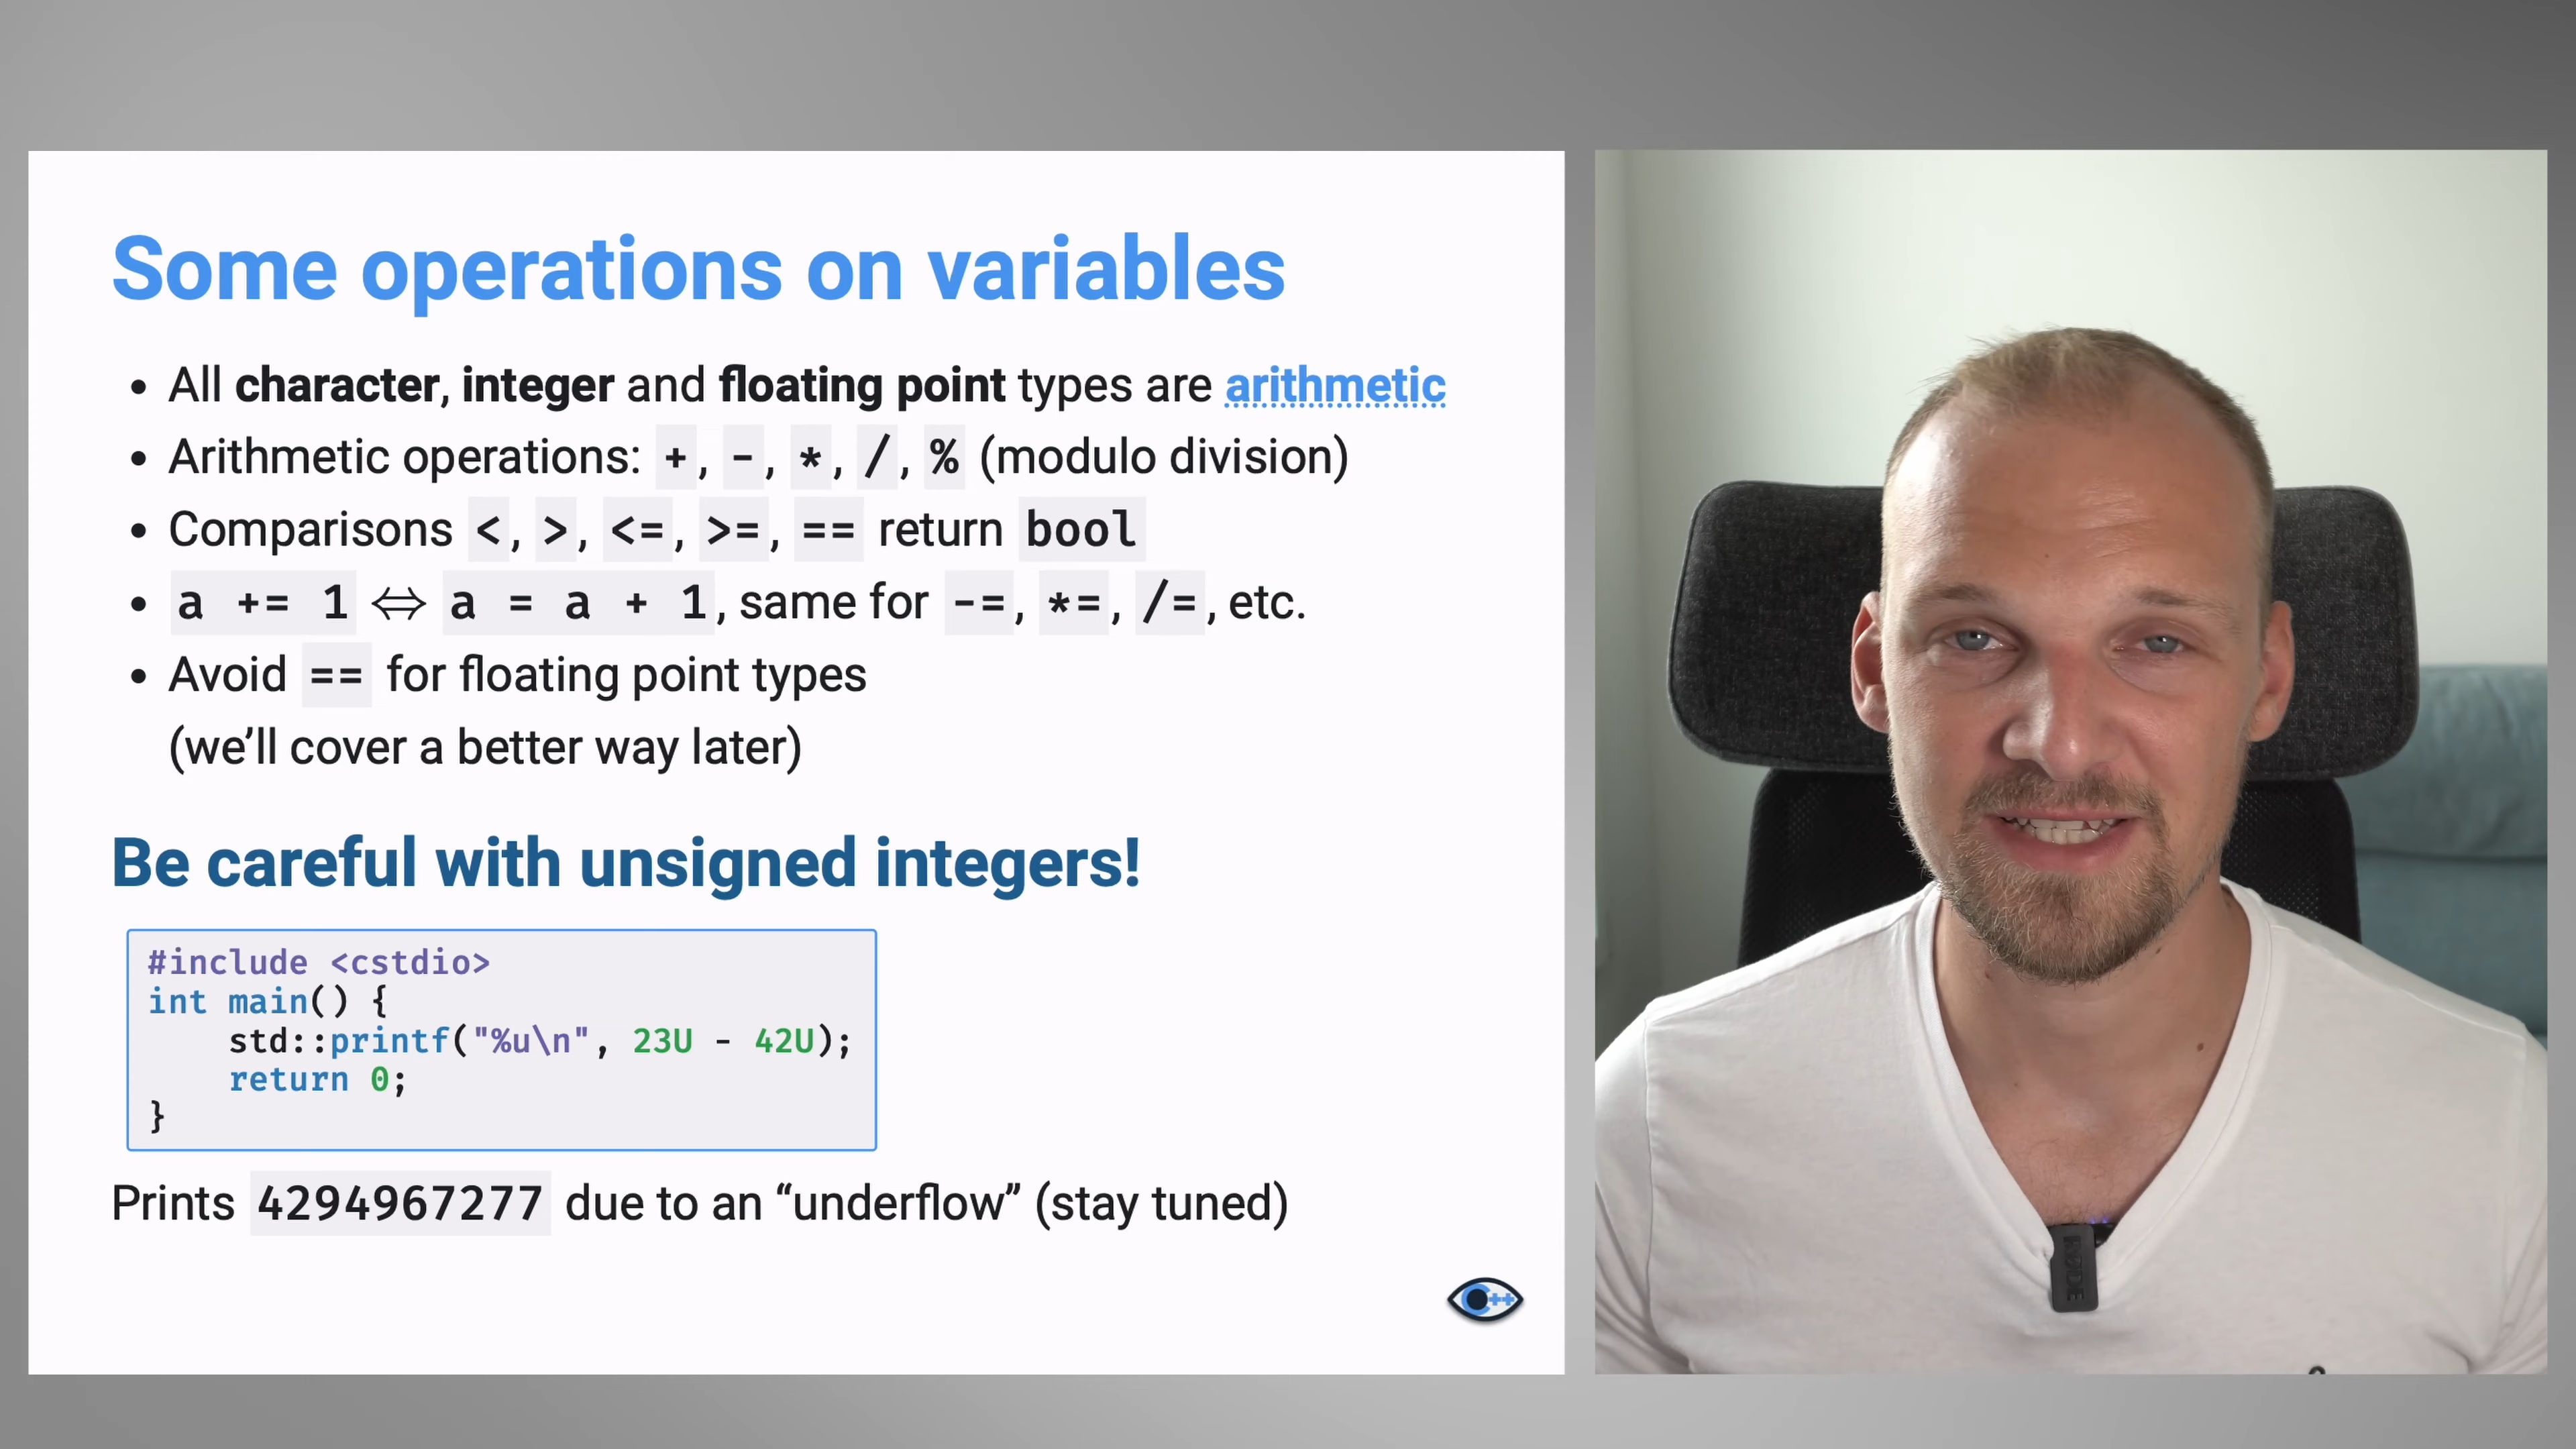 Some operations on variables
• All character, integer and floating point types are arithmetic
• Arithmetic operations: +, -, *, /, % (modulo division)
• Comparisons <, >, <=, >=, == return bool
• a += 1 ⇔ a = a + 1, same for -=, *=, /=, etc.
• Avoid == for floating point types
(we’ll cover a better way later)
Be careful with unsigned integers!
#include <cstdio>
int main() {
    std::printf("%u\n", 23U - 42U);
    return 0;
}
Prints 4294967277 due to an “underflow” (stay tuned)
C++